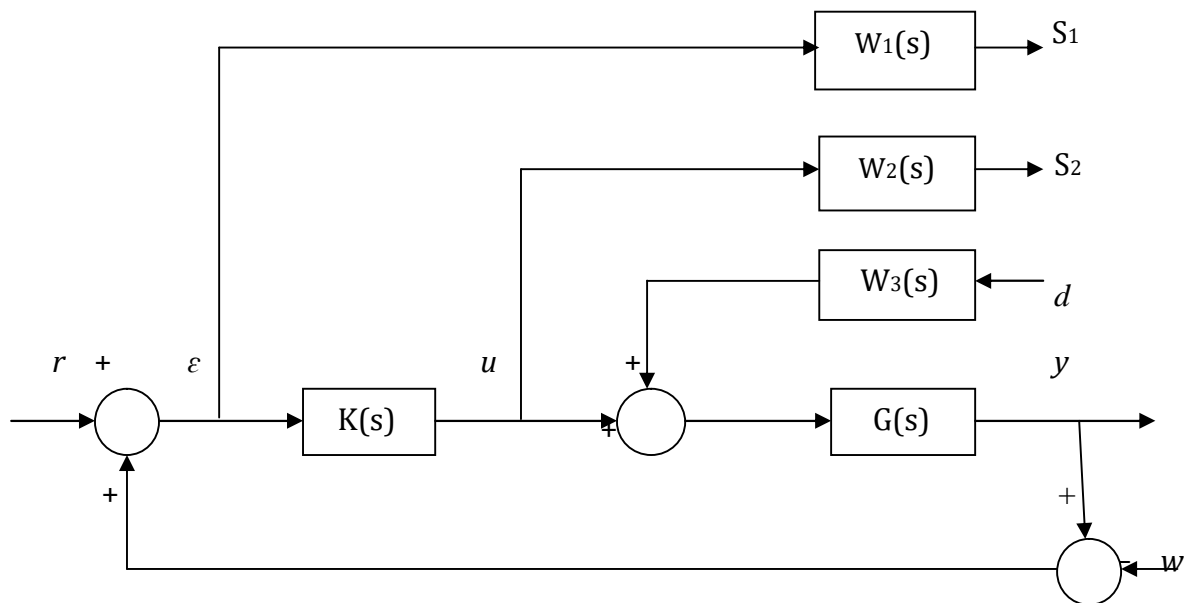 W1(s)
S1
W2(s)
S2
W3(s)
d
+
r + ε
u
y
K(s)
+
G(s)
+
+
-
w